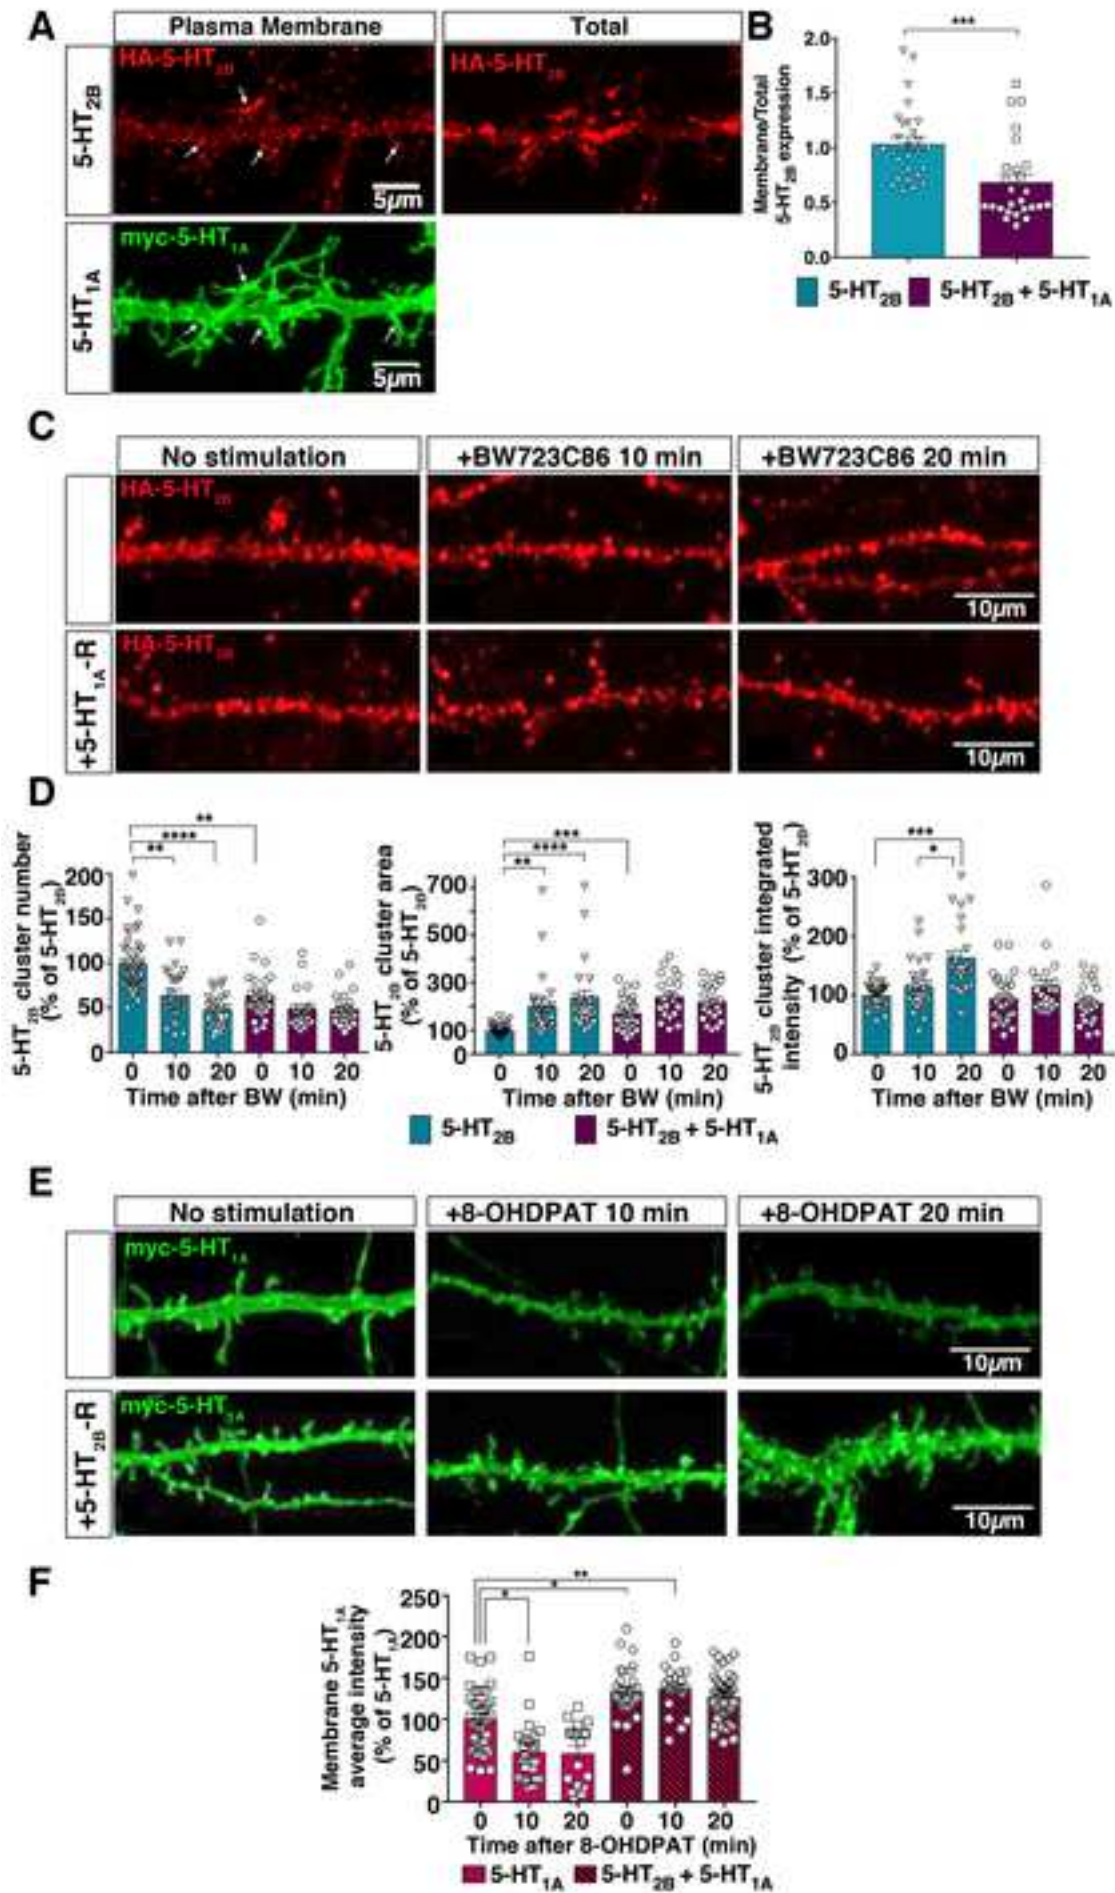 A
Plasma Membrane
Total
5-HT2B
HA-5-HT2B
HA-5-HT2B
5µm
5-HT1A
myc-5-HT1A
5µm
B
***
Membrane/Total
5-HT2B expression
2.0
1.5
1.0
0.5
0.0
5-HT2B
5-HT2B + 5-HT1A
C
No stimulation
+BW723C86 10 min
+BW723C86 20 min
HA-5-HT2B
10µm
+5-HT1A-R
HA-5-HT2B
10µm
D
5-HT2B cluster number
(% of 5-HT2B)
**
****
**
200
150
100
50
0
0 10 20 0 10 20
Time after BW (min)
5-HT2B cluster area
(% of 5-HT2B)
***
****
**
700
500
300
100
0
0 10 20 0 10 20
Time after BW (min)
5-HT2B cluster integrated
intensity (% of 5-HT2B)
***
*
300
200
100
0
0 10 20 0 10 20
Time after BW (min)
5-HT2B
5-HT2B + 5-HT1A
E
No stimulation
+8-OHDPAT 10 min
+8-OHDPAT 20 min
myc-5-HT1A
10µm
+5-HT2B-R
myc-5-HT1A
10µm
F
Membrane 5-HT1A
average intensity
(% of 5-HT1A)
**
*
*
250
200
150
100
50
0
0 10 20 0 10 20
Time after 8-OHDPAT (min)
5-HT1A
5-HT2B + 5-HT1A